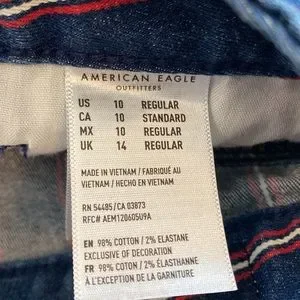 AMERICAN EAGLE
OUTFITTERS
US 10 REGULAR
CA 10 STANDARD
MX 10 REGULAR
UK 14 REGULAR
MADE IN VIETNAM / FABRIQUÉ AU
VIETNAM / HECHO EN VIETNAM
RN 54485/CA 03873
RFC# AEM120605U9A
EN 98% COTTON / 2% ELASTANE
EXCLUSIVE OF DECORATION
FR 98% COTON / 2% ÉLASTHANNE
À L'EXCEPTION DE LA GARNITURE